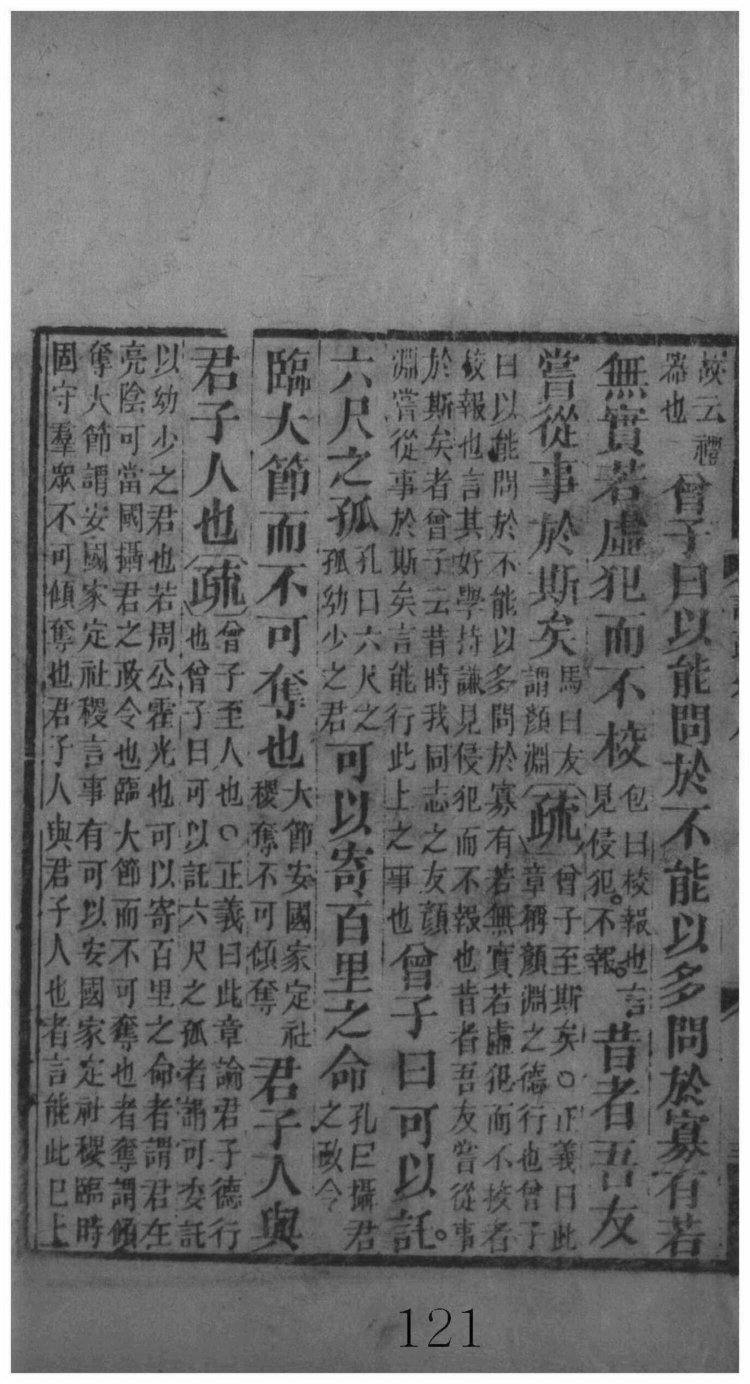 故云禮
器也 曾子曰以能問於不能以多問於寡有若
無實若虛犯而不校 包曰校報也言
見侵犯不報 昔者吾友
嘗從事於斯矣 馬曰友
謂顏淵 疏 曾子至斯矣○正義曰此
章稱顏淵之德行也曾子
曰以能問於不能以多問於寡有若無實若虛犯而不校者
校報也言其好學持謙見侵犯而不報也昔者吾友嘗從事
於斯矣者曾子云昔時我同志之友顏
淵嘗從事於斯矣言能行此上之事也 曾子曰可以託
六尺之孤 孔曰六尺之
孤幼少之君 可以寄百里之命 孔曰攝君
之政令
臨大節而不可奪也 大節安國家定社
稷奪不可傾奪 君子人與
君子人也 疏 曾子至人也○正義曰此章論君子德行
也曾子曰可以託六尺之孤者謂可委託
以幼少之君也若周公霍光也可以寄百里之命者謂君在
亮陰可當國攝君之政令也臨大節而不可奪也者奪謂傾
奪大節謂安國家定社稷言事有可以安國家定社稷臨時
固守羣眾不可傾奪也君子人與君子人也者言能此已上
121